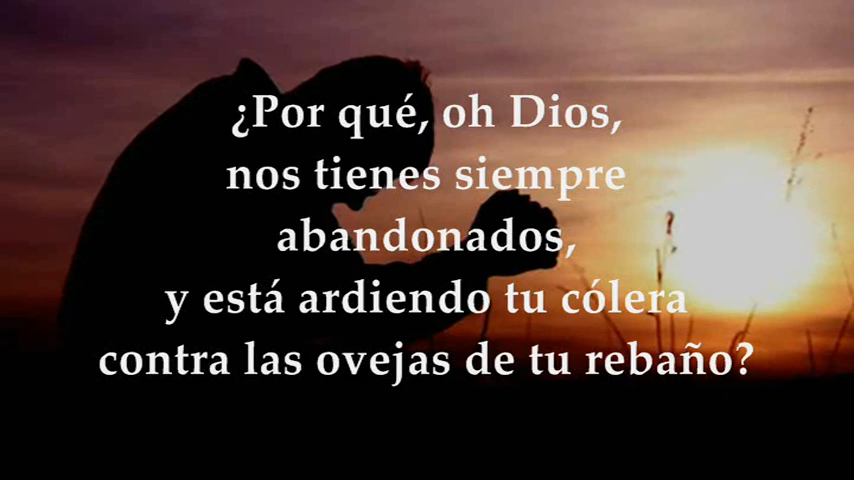 ¿Por qué, oh Dios,
nos tienes siempre
abandonados,
y está ardiendo tu cólera
contra las ovejas de tu rebaño?